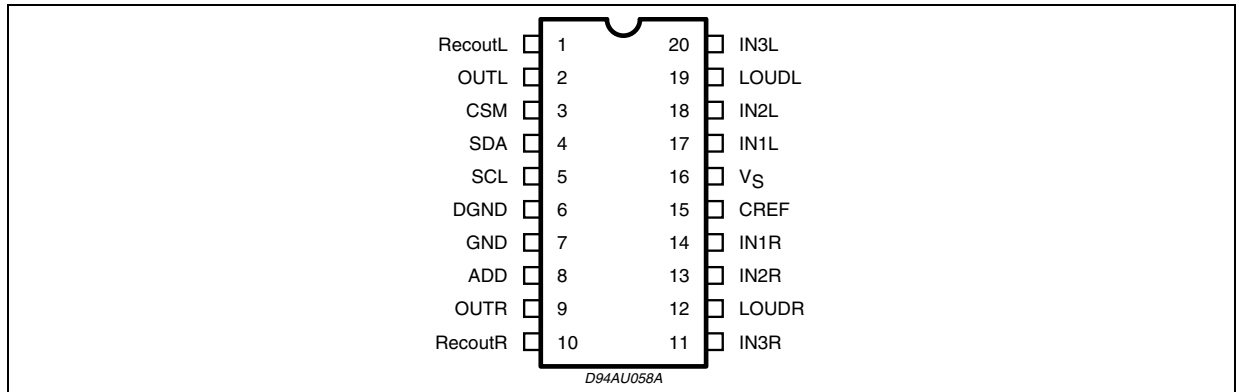 RecoutL 1 20 IN3L
OUTL 2 19 LOUDL
CSM 3 18 IN2L
SDA 4 17 IN1L
SCL 5 16 VS
DGND 6 15 CREF
GND 7 14 IN1R
ADD 8 13 IN2R
OUTR 9 12 LOUDR
RecoutR 10 11 IN3R
D94AU058A